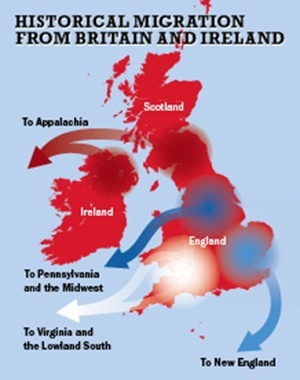 HISTORICAL MIGRATION
FROM BRITAIN AND IRELAND
Scotland
To Appalachia
Ireland
England
To Pennsylvania
and the Midwest
To Virginia and
the Lowland South
To New England